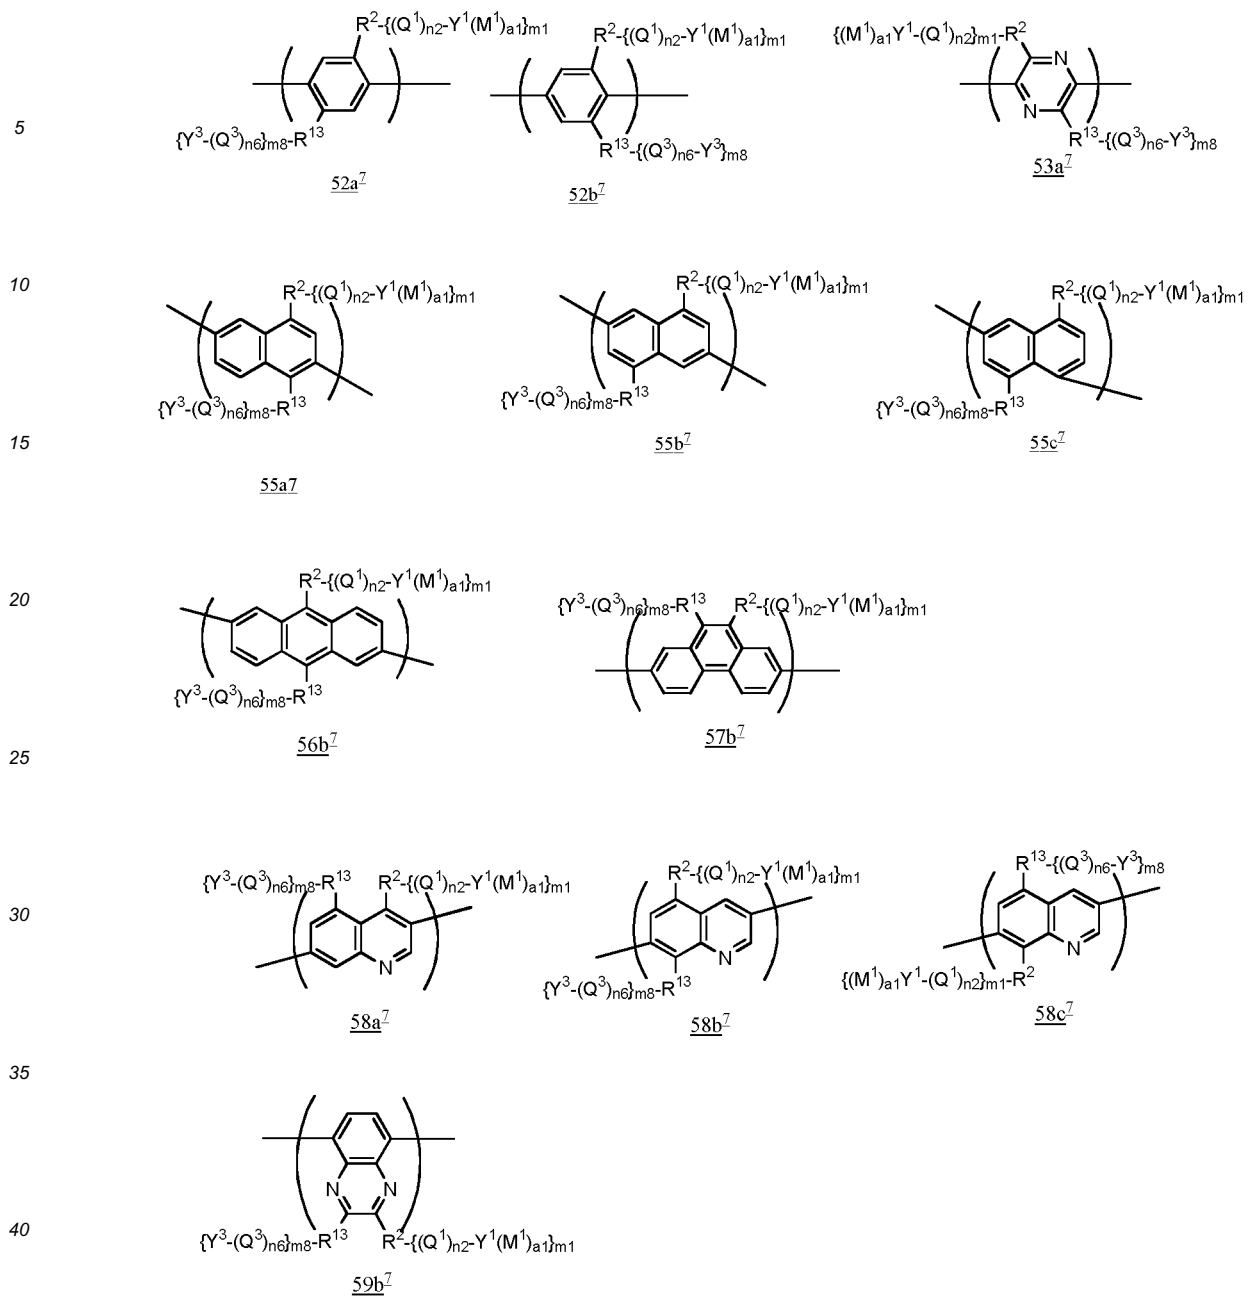 R²-{(Q¹)n2-Y¹(M¹)a1}m1
R²-{(Q¹)n2-Y¹(M¹)a1}m1
{(M¹)a1Y¹-(Q¹)n2}m1-R²
N
N
5
{Y³-(Q³)n6}m8-R¹³
R¹³-{(Q³)n6-Y³}m8
R¹³-{(Q³)n6-Y³}m8
52a⁷
52b⁷
53a⁷
10
R²-{(Q¹)n2-Y¹(M¹)a1}m1
R²-{(Q¹)n2-Y¹(M¹)a1}m1
R²-{(Q¹)n2-Y¹(M¹)a1}m1
{Y³-(Q³)n6}m8-R¹³
{Y³-(Q³)n6}m8-R¹³
{Y³-(Q³)n6}m8-R¹³
15
55a7
55b⁷
55c⁷
20
R²-{(Q¹)n2-Y¹(M¹)a1}m1
{Y³-(Q³)n6}m8-R¹³
R²-{(Q¹)n2-Y¹(M¹)a1}m1
{Y³-(Q³)n6}m8-R¹³
56b⁷
57b⁷
25
{Y³-(Q³)n6}m8-R¹³
R²-{(Q¹)n2-Y¹(M¹)a1}m1
R²-{(Q¹)n2-Y¹(M¹)a1}m1
R¹³-{(Q³)n6-Y³}m8
30
N
N
N
{Y³-(Q³)n6}m8-R¹³
{(M¹)a1Y¹-(Q¹)n2}m1-R²
58a⁷
58b⁷
58c⁷
35
N
N
40
{Y³-(Q³)n6}m8-R¹³
R²-{(Q¹)n2-Y¹(M¹)a1}m1
59b⁷